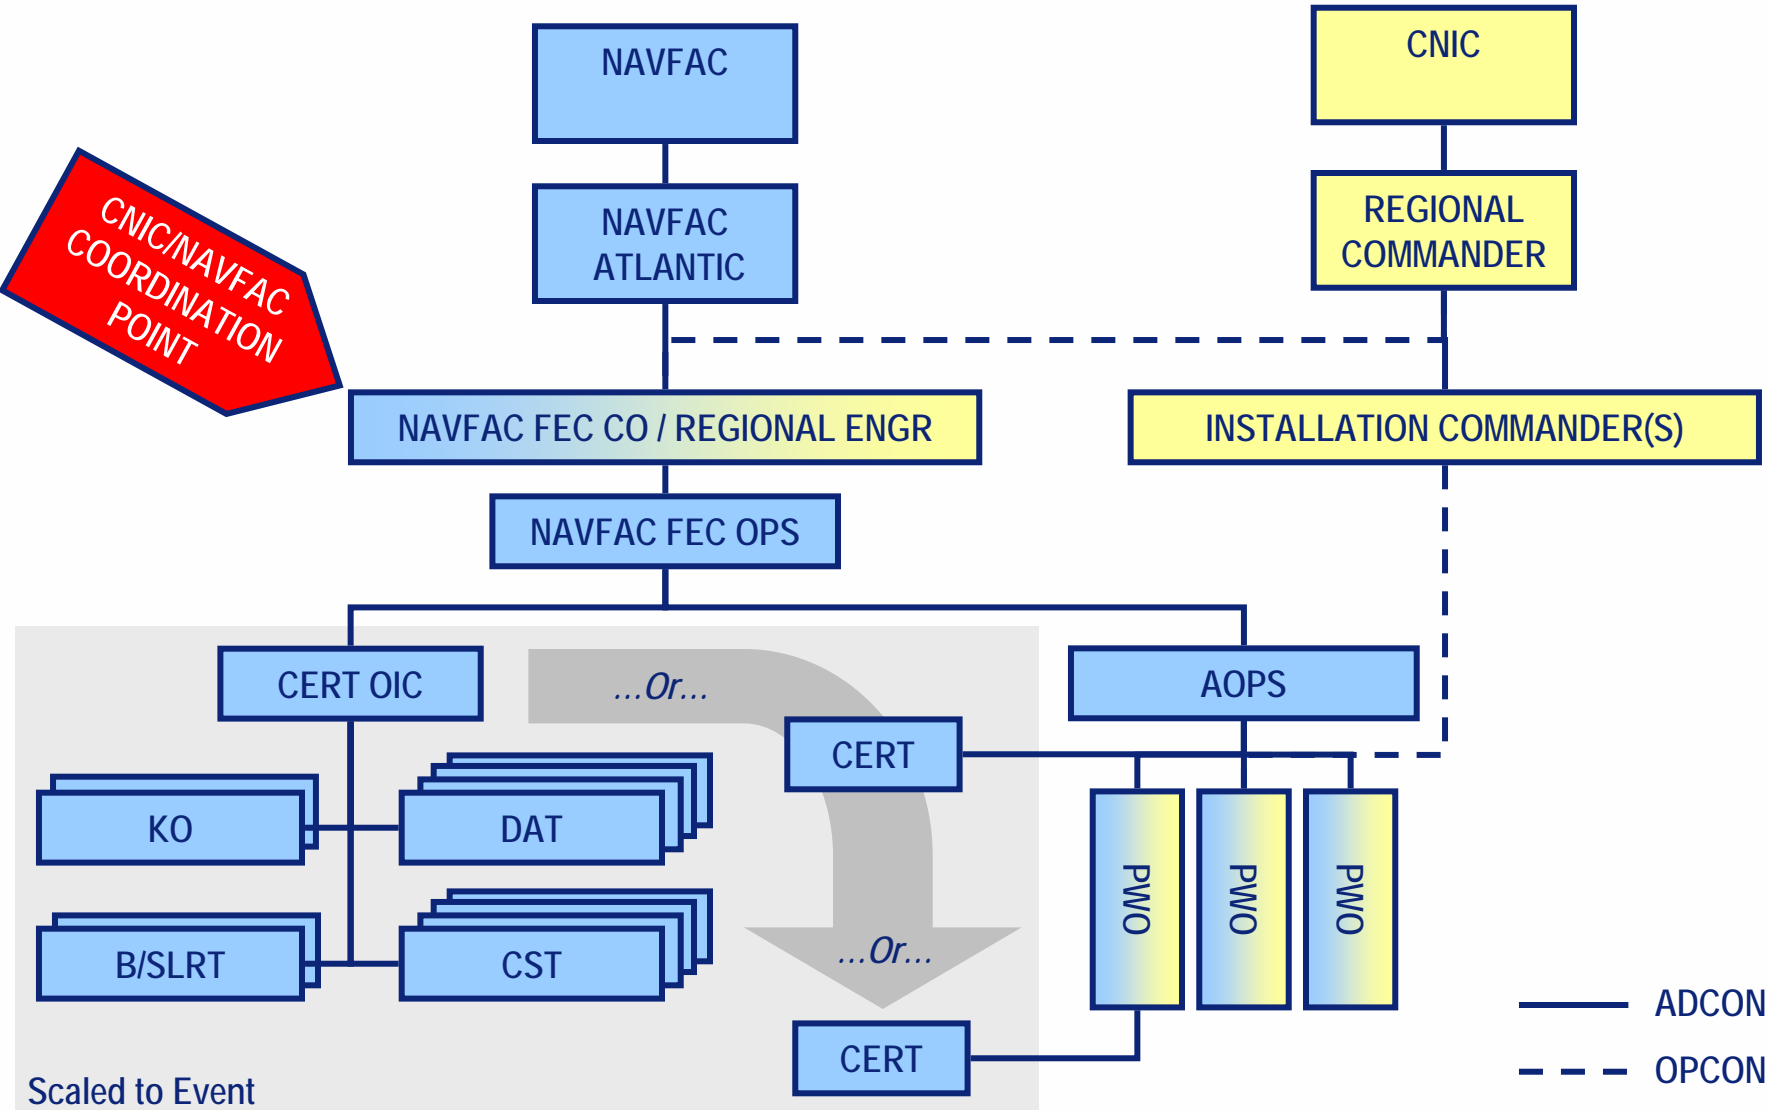 NAVFAC
CNIC
NAVFAC
ATLANTIC
REGIONAL
COMMANDER
CNIC/NAVFAC
COORDINATION
POINT
NAVFAC FEC CO / REGIONAL ENGR
INSTALLATION COMMANDER(S)
NAVFAC FEC OPS
CERT OIC
...Or...
AOPS
CERT
KO
DAT
PWO
PWO
PWO
B/SLRT
CST
...Or...
CERT
Scaled to Event
ADCON
OPCON